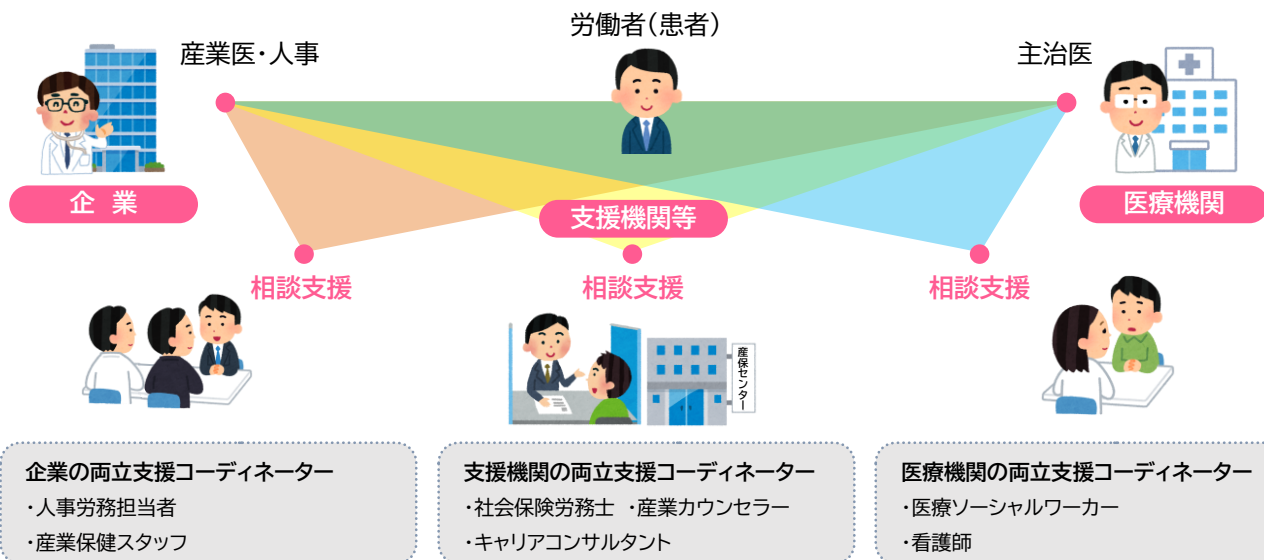 労働者(患者)
産業医・人事
主治医
企 業
支援機関等
医療機関
相談支援
相談支援
相談支援
産保センター
企業の両立支援コーディネーター
・人事労務担当者
・産業保健スタッフ
支援機関の両立支援コーディネーター
・社会保険労務士 ・産業カウンセラー
・キャリアコンサルタント
医療機関の両立支援コーディネーター
・医療ソーシャルワーカー
・看護師